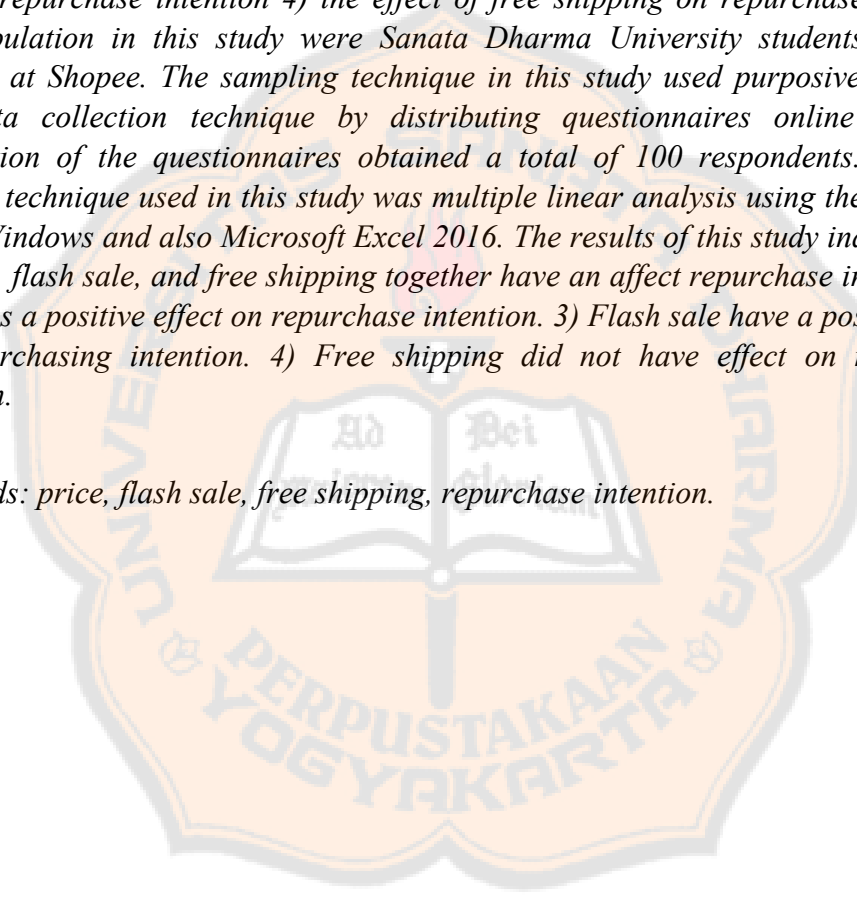 repurchase intention 4) the effect of free shipping on repurchase
pulation in this study were Sanata Dharma University students
at Shopee. The sampling technique in this study used purposive
ta collection technique by distributing questionnaires online
ion of the questionnaires obtained a total of 100 respondents.
technique used in this study was multiple linear analysis using the
Windows and also Microsoft Excel 2016. The results of this study in
, flash sale, and free shipping together have an affect repurchase in
s a positive effect on repurchase intention. 3) Flash sale have a pos
rchasing intention. 4) Free shipping did not have effect on
.
ds: price, flash sale, free shipping, repurchase intention.
UNIVERSITAS SANATA DHARMA
Ad Dei
Gloriam
PERPUSTAKAAN
YOGYAKARTA